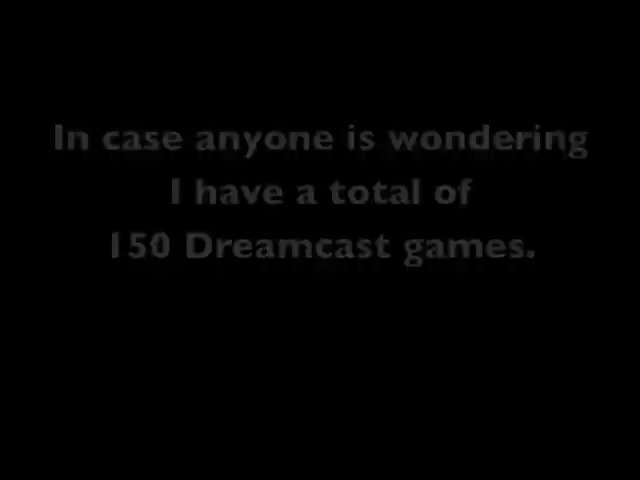 In case anyone is wondering
I have a total of
150 Dreamcast games.